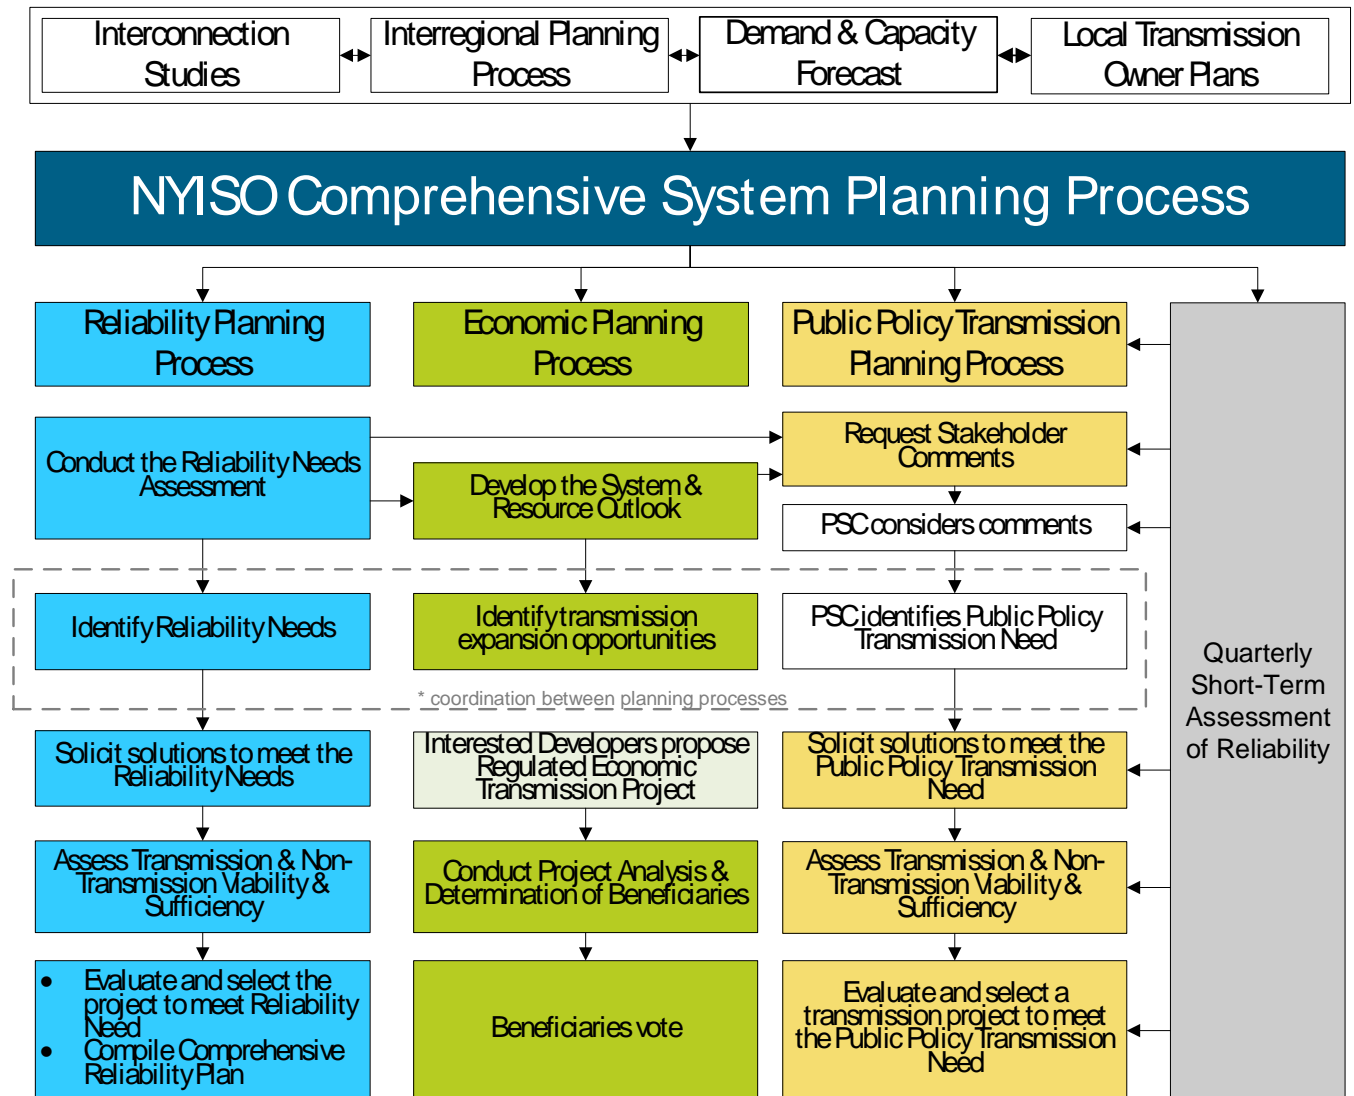 Interconnection
Studies
Interregional Planning
Process
Demand & Capacity
Forecast
Local Transmission
Owner Plans
NYISO Comprehensive System Planning Process
Reliability Planning
Process
Economic Planning
Process
Public Policy Transmission
Planning Process
Conduct the Reliability Needs
Assessment
Develop the System &
Resource Outlook
Request Stakeholder
Comments
PSC considers comments
Identify Reliability Needs
Identify transmission
expansion opportunities
PSC identifies Public Policy
Transmission Need
* coordination between planning processes
Quarterly
Short-Term
Assessment
of Reliability
Solicit solutions to meet the
Reliability Needs
Interested Developers propose
Regulated Economic
Transmission Project
Solicit solutions to meet the
Public Policy Transmission
Need
Assess Transmission & Non-
Transmission Viability &
Sufficiency
Conduct Project Analysis &
Determination of Beneficiaries
Assess Transmission & Non-
Transmission Viability &
Sufficiency
• Evaluate and select the
project to meet Reliability
Need
• Compile Comprehensive
Reliability Plan
Beneficiaries vote
Evaluate and select a
transmission project to meet
the Public Policy Transmission
Need